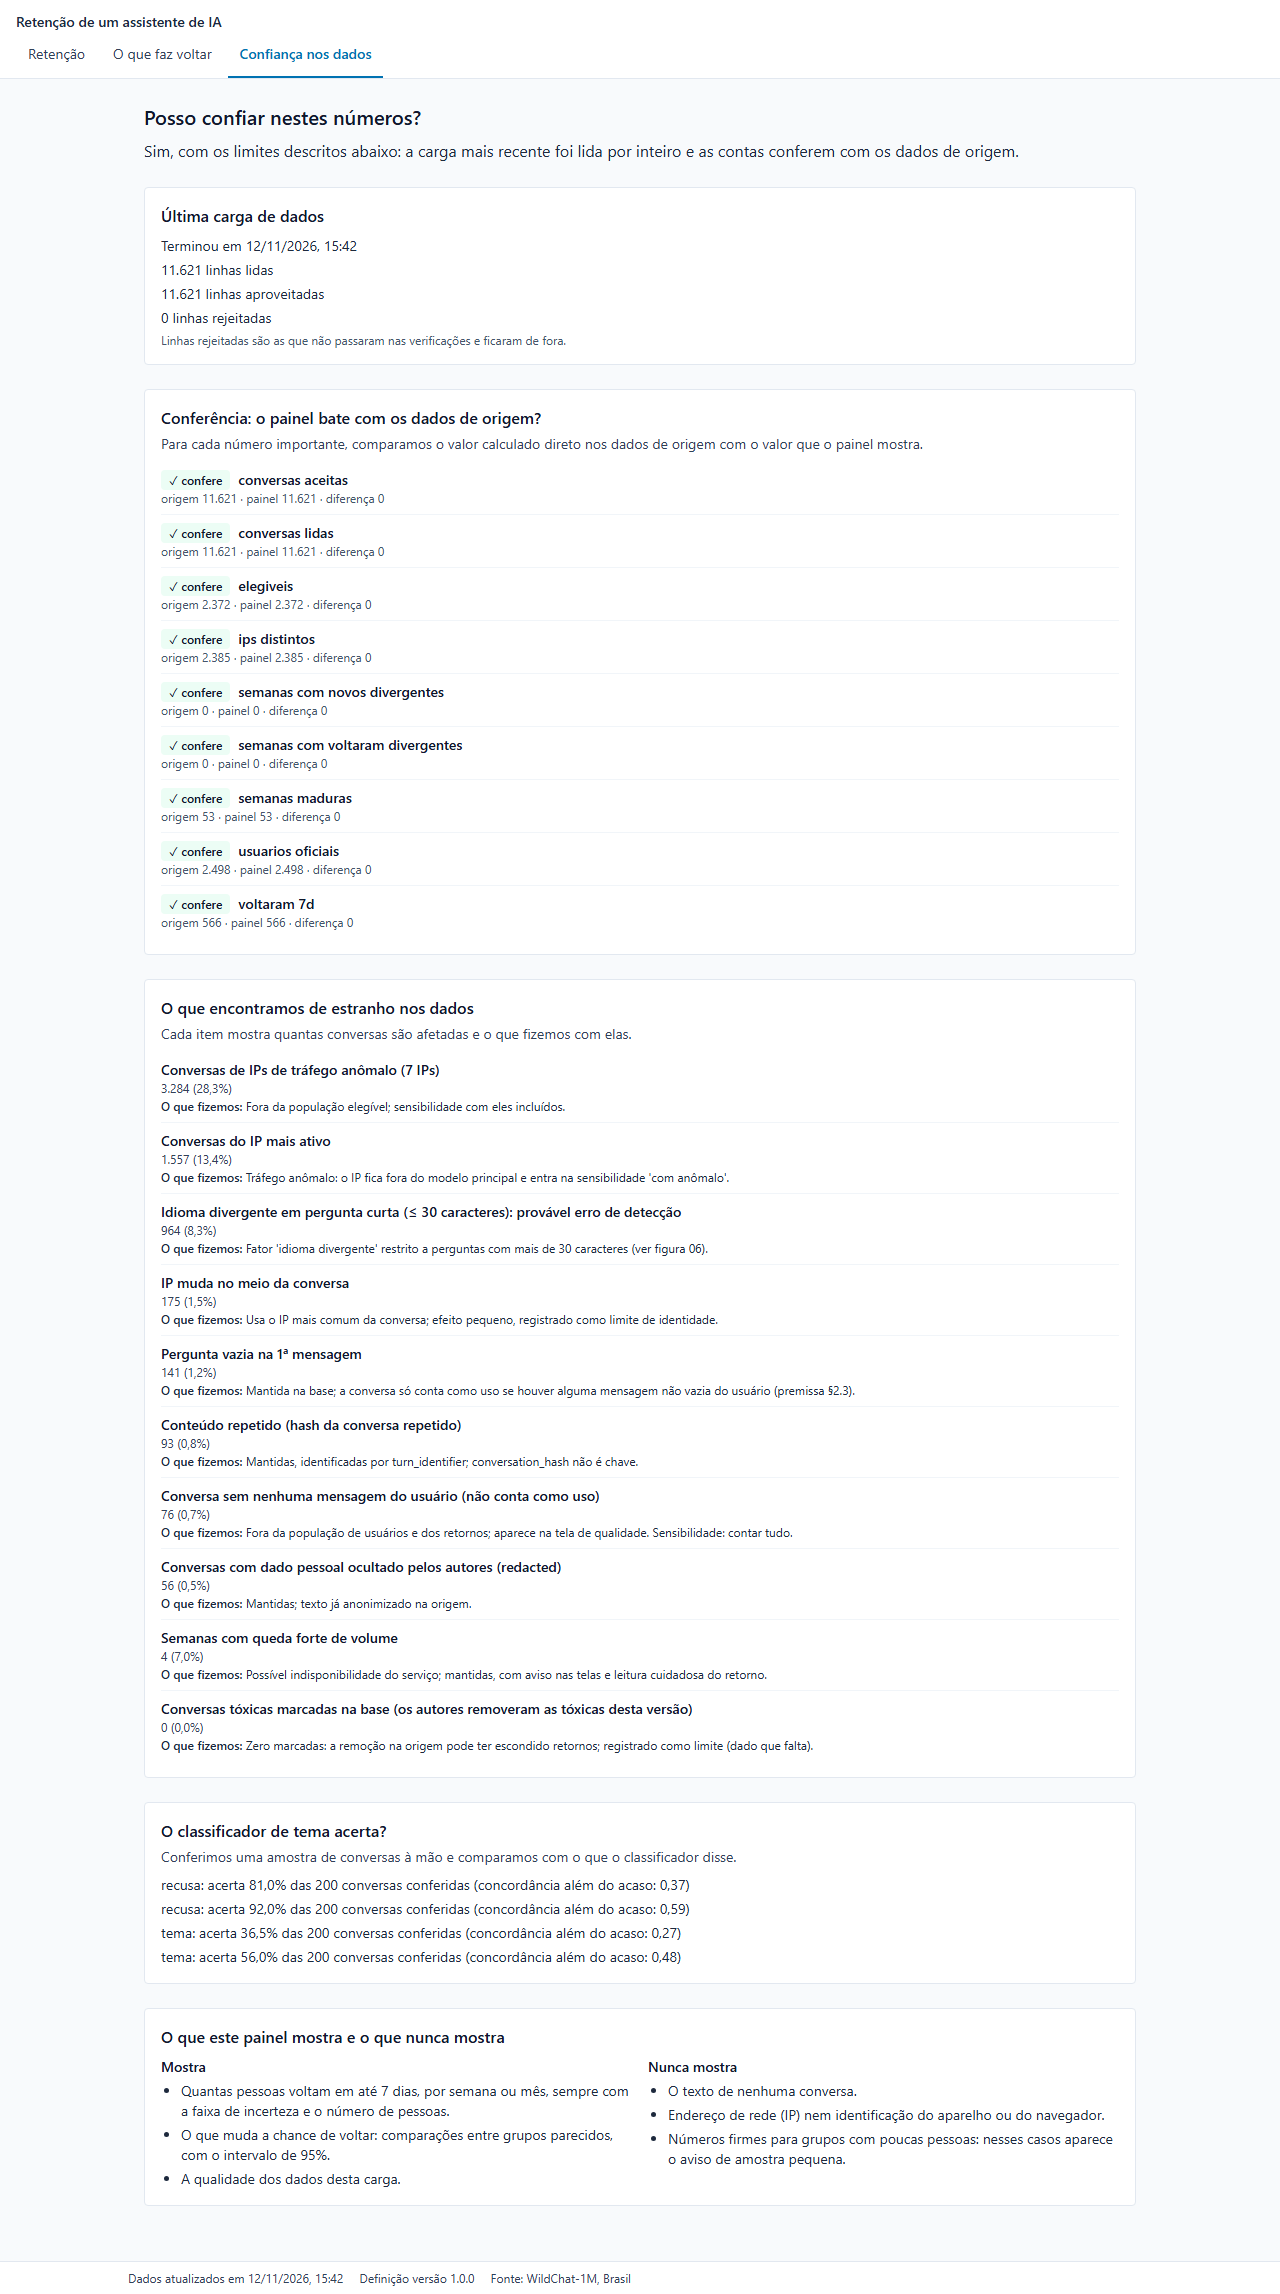 Retenção de um assistente de IA
Retenção
O que faz voltar
Confiança nos dados
Posso confiar nestes números?
Sim, com os limites descritos abaixo: a carga mais recente foi lida por inteiro e as contas conferem com os dados de origem.
Última carga de dados
Terminou em 12/11/2026, 15:42
11.621 linhas lidas
11.621 linhas aproveitadas
0 linhas rejeitadas
Linhas rejeitadas são as que não passaram nas verificações e ficaram de fora.
Conferência: o painel bate com os dados de origem?
Para cada número importante, comparamos o valor calculado direto nos dados de origem com o valor que o painel mostra.
✓ confere conversas aceitas
origem 11.621 · painel 11.621 · diferença 0
✓ confere conversas lidas
origem 11.621 · painel 11.621 · diferença 0
✓ confere elegiveis
origem 2.372 · painel 2.372 · diferença 0
✓ confere ips distintos
origem 2.385 · painel 2.385 · diferença 0
✓ confere semanas com novos divergentes
origem 0 · painel 0 · diferença 0
✓ confere semanas com voltaram divergentes
origem 0 · painel 0 · diferença 0
✓ confere semanas maduras
origem 53 · painel 53 · diferença 0
✓ confere usuarios oficiais
origem 2.498 · painel 2.498 · diferença 0
✓ confere voltaram 7d
origem 566 · painel 566 · diferença 0
O que encontramos de estranho nos dados
Cada item mostra quantas conversas são afetadas e o que fizemos com elas.
Conversas de IPs de tráfego anômalo (7 IPs)
3.284 (28,3%)
O que fizemos: Fora da população elegível; sensibilidade com eles incluídos.
Conversas do IP mais ativo
1.557 (13,4%)
O que fizemos: Tráfego anômalo: o IP fica fora do modelo principal e entra na sensibilidade 'com anômalo'.
Idioma divergente em pergunta curta (≤ 30 caracteres): provável erro de detecção
964 (8,3%)
O que fizemos: Fator 'idioma divergente' restrito a perguntas com mais de 30 caracteres (ver figura 06).
IP muda no meio da conversa
175 (1,5%)
O que fizemos: Usa o IP mais comum da conversa; efeito pequeno, registrado como limite de identidade.
Pergunta vazia na 1ª mensagem
141 (1,2%)
O que fizemos: Mantida na base; a conversa só conta como uso se houver alguma mensagem não vazia do usuário (premissa §2.3).
Conteúdo repetido (hash da conversa repetido)
93 (0,8%)
O que fizemos: Mantidas, identificadas por turn_identifier; conversation_hash não é chave.
Conversa sem nenhuma mensagem do usuário (não conta como uso)
76 (0,7%)
O que fizemos: Fora da população de usuários e dos retornos; aparece na tela de qualidade. Sensibilidade: contar tudo.
Conversas com dado pessoal ocultado pelos autores (redacted)
56 (0,5%)
O que fizemos: Mantidas; texto já anonimizado na origem.
Semanas com queda forte de volume
4 (7,0%)
O que fizemos: Possível indisponibilidade do serviço; mantidas, com aviso nas telas e leitura cuidadosa do retorno.
Conversas tóxicas marcadas na base (os autores removeram as tóxicas desta versão)
0 (0,0%)
O que fizemos: Zero marcadas: a remoção na origem pode ter escondido retornos; registrado como limite (dado que falta).
O classificador de tema acerta?
Conferimos uma amostra de conversas à mão e comparamos com o que o classificador disse.
recusa: acerta 81,0% das 200 conversas conferidas (concordância além do acaso: 0,37)
recusa: acerta 92,0% das 200 conversas conferidas (concordância além do acaso: 0,59)
tema: acerta 36,5% das 200 conversas conferidas (concordância além do acaso: 0,27)
tema: acerta 56,0% das 200 conversas conferidas (concordância além do acaso: 0,48)
O que este painel mostra e o que nunca mostra
Mostra
• Quantas pessoas voltam em até 7 dias, por semana ou mês, sempre com
a faixa de incerteza e o número de pessoas.
• O que muda a chance de voltar: comparações entre grupos parecidos,
com o intervalo de 95%.
• A qualidade dos dados desta carga.
Nunca mostra
• O texto de nenhuma conversa.
• Endereço de rede (IP) nem identificação do aparelho ou do navegador.
• Números firmes para grupos com poucas pessoas: nesses casos aparece
o aviso de amostra pequena.
Dados atualizados em 12/11/2026, 15:42
Definição versão 1.0.0
Fonte: WildChat-1M, Brasil